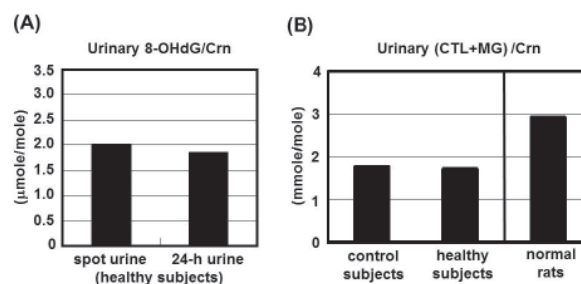 (A)
Urinary 8-OHdG/Crn
(μmole/mole)
3.5
3.0
2.5
2.0
1.5
1.0
0.5
0
spot urine 24-h urine
(healthy subjects)
(B)
Urinary (CTL+MG) /Crn
(mmole/mole)
4
3
2
1
0
control subjects
healthy subjects
normal rats